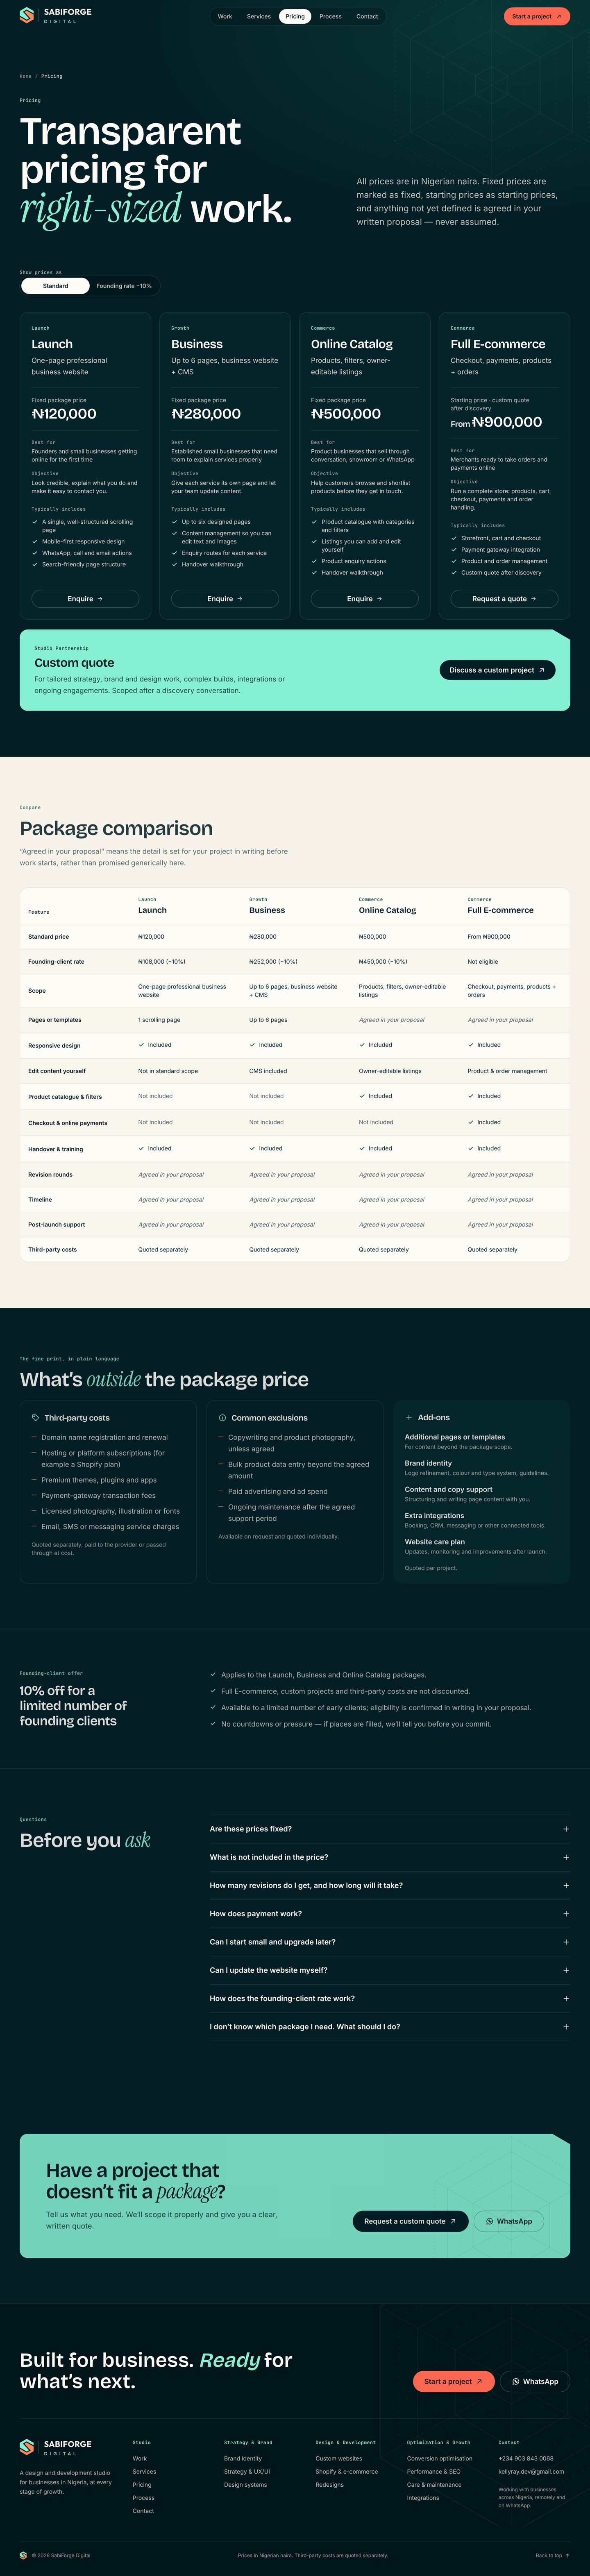 SABIFORGE
DIGITAL
Work
Services
Pricing
Process
Contact
Start a project
Home / Pricing
Pricing
Transparent
pricing for
right-sized work.
All prices are in Nigerian naira. Fixed prices are
marked as fixed, starting prices as starting prices,
and anything not yet defined is agreed in your
written proposal — never assumed.
Show prices as
Standard
Founding rate −10%
Launch
Launch
One-page professional
business website
Fixed package price
₦120,000
Best for
Founders and small businesses getting
online for the first time
Objective
Look credible, explain what you do and
make it easy to contact you.
Typically includes
A single, well-structured scrolling
page
Mobile-first responsive design
WhatsApp, call and email actions
Search-friendly page structure
Enquire
Growth
Business
Up to 6 pages, business website
+ CMS
Fixed package price
₦280,000
Best for
Established small businesses that need
room to explain services properly
Objective
Give each service its own page and let
your team update content.
Typically includes
Up to six designed pages
Content management so you can
edit text and images
Enquiry routes for each service
Handover walkthrough
Enquire
Commerce
Online Catalog
Products, filters, owner-
editable listings
Fixed package price
₦500,000
Best for
Product businesses that sell through
conversation, showroom or WhatsApp
Objective
Help customers browse and shortlist
products before they get in touch.
Typically includes
Product catalogue with categories
and filters
Listings you can add and edit
yourself
Product enquiry actions
Handover walkthrough
Enquire
Commerce
Full E-commerce
Checkout, payments, products
+ orders
Starting price · custom quote
after discovery
From ₦900,000
Best for
Merchants ready to take orders and
payments online
Objective
Run a complete store: products, cart,
checkout, payments and order
handling.
Typically includes
Storefront, cart and checkout
Payment gateway integration
Product and order management
Custom quote after discovery
Request a quote
Studio Partnership
Custom quote
For tailored strategy, brand and design work, complex builds, integrations or
ongoing engagements. Scoped after a discovery conversation.
Discuss a custom project
Compare
Package comparison
“Agreed in your proposal” means the detail is set for your project in writing before
work starts, rather than promised generically here.
Feature
Launch
Launch
Growth
Business
Commerce
Online Catalog
Commerce
Full E-commerce
Standard price
₦120,000
₦280,000
₦500,000
From ₦900,000
Founding-client rate
₦108,000 (−10%)
₦252,000 (−10%)
₦450,000 (−10%)
Not eligible
Scope
One-page professional business
website
Up to 6 pages, business website
+ CMS
Products, filters, owner-editable
listings
Checkout, payments, products +
orders
Pages or templates
1 scrolling page
Up to 6 pages
Agreed in your proposal
Agreed in your proposal
Responsive design
Included
Included
Included
Included
Edit content yourself
Not in standard scope
CMS included
Owner-editable listings
Product & order management
Product catalogue & filters
Not included
Not included
Included
Included
Checkout & online payments
Not included
Not included
Not included
Included
Handover & training
Included
Included
Included
Included
Revision rounds
Agreed in your proposal
Agreed in your proposal
Agreed in your proposal
Agreed in your proposal
Timeline
Agreed in your proposal
Agreed in your proposal
Agreed in your proposal
Agreed in your proposal
Post-launch support
Agreed in your proposal
Agreed in your proposal
Agreed in your proposal
Agreed in your proposal
Third-party costs
Quoted separately
Quoted separately
Quoted separately
Quoted separately
The fine print, in plain language
What’s outside the package price
Third-party costs
Domain name registration and renewal
Hosting or platform subscriptions (for
example a Shopify plan)
Premium themes, plugins and apps
Payment-gateway transaction fees
Licensed photography, illustration or fonts
Email, SMS or messaging service charges
Quoted separately, paid to the provider or passed
through at cost.
Common exclusions
Copywriting and product photography,
unless agreed
Bulk product data entry beyond the agreed
amount
Paid advertising and ad spend
Ongoing maintenance after the agreed
support period
Available on request and quoted individually.
Add-ons
Additional pages or templates
For content beyond the package scope.
Brand identity
Logo refinement, colour and type system, guidelines.
Content and copy support
Structuring and writing page content with you.
Extra integrations
Booking, CRM, messaging or other connected tools.
Website care plan
Updates, monitoring and improvements after launch.
Quoted per project.
Founding-client offer
10% off for a
limited number of
founding clients
Applies to the Launch, Business and Online Catalog packages.
Full E-commerce, custom projects and third-party costs are not discounted.
Available to a limited number of early clients; eligibility is confirmed in writing in your proposal.
No countdowns or pressure — if places are filled, we’ll tell you before you commit.
Questions
Before you ask
Are these prices fixed?
What is not included in the price?
How many revisions do I get, and how long will it take?
How does payment work?
Can I start small and upgrade later?
Can I update the website myself?
How does the founding-client rate work?
I don’t know which package I need. What should I do?
Have a project that
doesn’t fit a package?
Tell us what you need. We’ll scope it properly and give you a clear,
written quote.
Request a custom quote
WhatsApp
Built for business. Ready for
what’s next.
Start a project
WhatsApp
SABIFORGE
DIGITAL
A design and development studio
for businesses in Nigeria, at every
stage of growth.
Studio
Work
Services
Pricing
Process
Contact
Strategy & Brand
Brand identity
Strategy & UX/UI
Design systems
Design & Development
Custom websites
Shopify & e-commerce
Redesigns
Optimization & Growth
Conversion optimisation
Performance & SEO
Care & maintenance
Integrations
Contact
+234 903 843 0068
kellyray.dev@gmail.com
Working with businesses
across Nigeria, remotely and
on WhatsApp.
© 2026 SabiForge Digital
Prices in Nigerian naira. Third-party costs are quoted separately.
Back to top